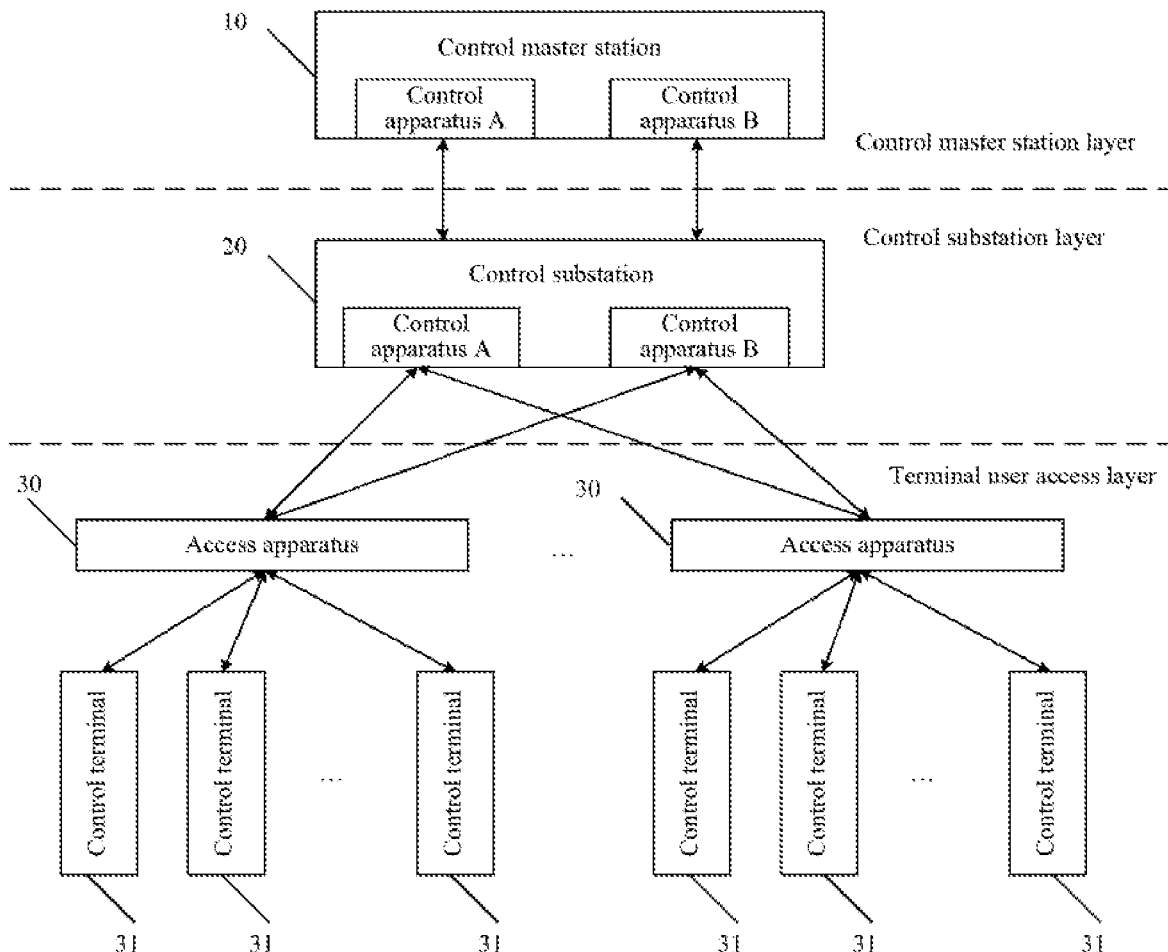 10
Control master station
Control
apparatus A
Control
apparatus B
Control master station layer
20
Control substation layer
Control substation
Control
apparatus A
Control
apparatus B
Terminal user access layer
30
Access apparatus
...
30
Access apparatus
Control terminal
Control terminal
...
Control terminal
Control terminal
Control terminal
...
Control terminal
31
31
31
31
31
31